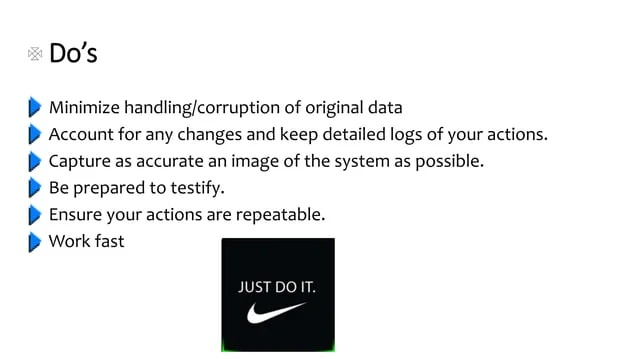 Do’s
Minimize handling/corruption of original data
Account for any changes and keep detailed logs of your actions.
Capture as accurate an image of the system as possible.
Be prepared to testify.
Ensure your actions are repeatable.
Work fast
JUST DO IT.